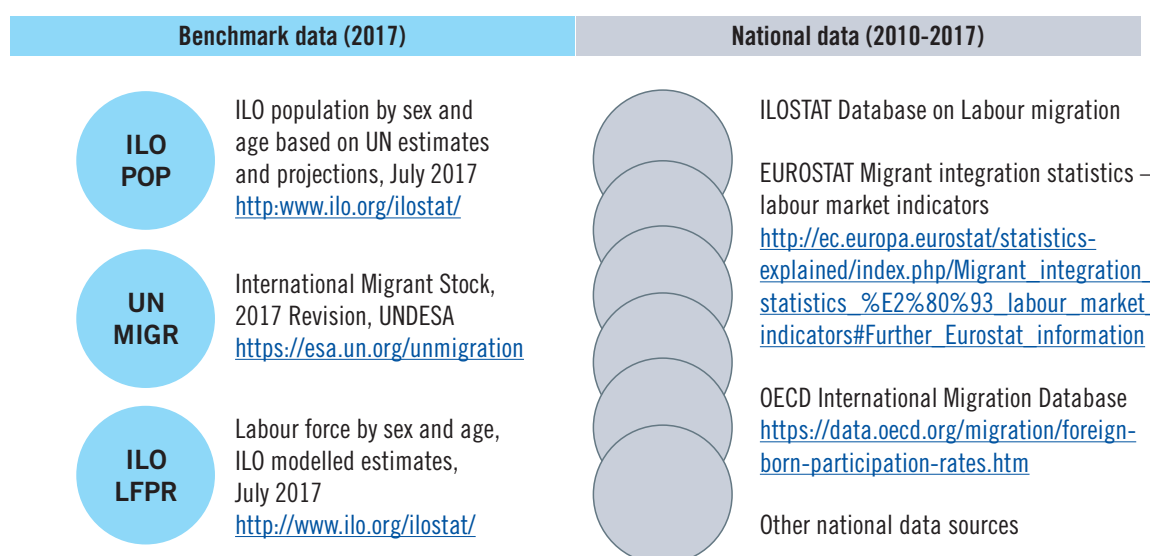 Benchmark data (2017)
National data (2010-2017)
ILO
POP
ILO population by sex and
age based on UN estimates
and projections, July 2017
http:www.ilo.org/ilostat/
UN
MIGR
International Migrant Stock,
2017 Revision, UNDESA
https://esa.un.org/unmigration
ILO
LFPR
Labour force by sex and age,
ILO modelled estimates,
July 2017
http://www.ilo.org/ilostat/
ILOSTAT Database on Labour migration
EUROSTAT Migrant integration statistics –
labour market indicators
http://ec.europa.eurostat/statistics-
explained/index.php/Migrant_integration_
statistics_%E2%80%93_labour_market_
indicators#Further_Eurostat_information
OECD International Migration Database
https://data.oecd.org/migration/foreign-
born-participation-rates.htm
Other national data sources